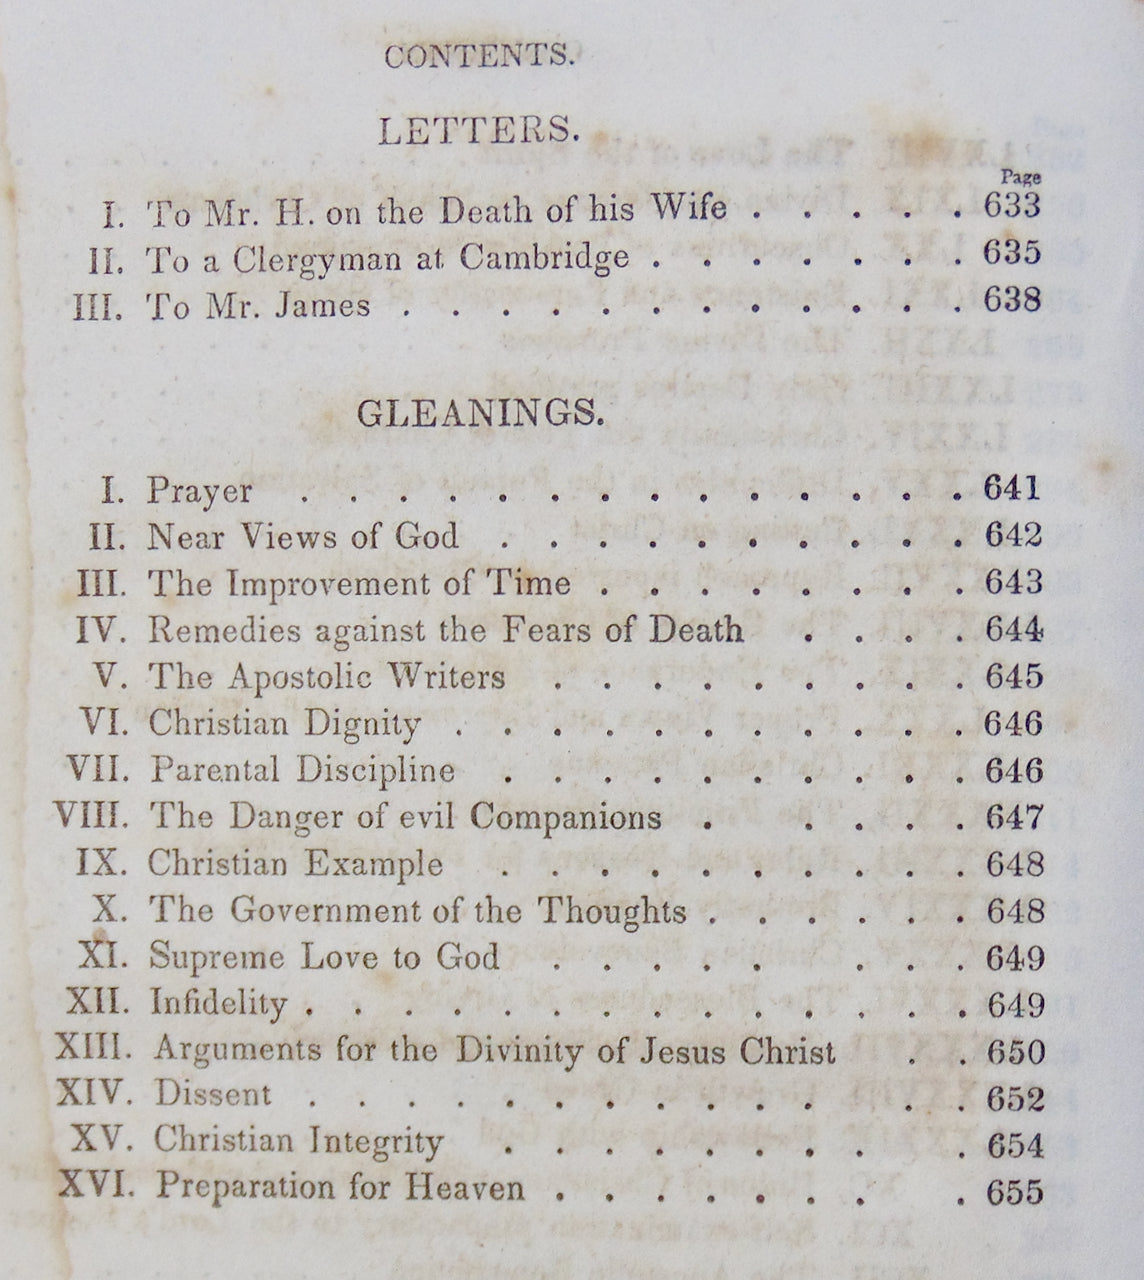 CONTENTS.
LETTERS.
Page
I. To Mr. H. on the Death of his Wife . . . . . 633
II. To a Clergyman at Cambridge . . . . . . . 635
III. To Mr. James . . . . . . . . . . . . 638
GLEANINGS.
I. Prayer . . . . . . . . . . . . . . 641
II. Near Views of God . . . . . . . . . . 642
III. The Improvement of Time . . . . . . . . 643
IV. Remedies against the Fears of Death . . . . 644
V. The Apostolic Writers . . . . . . . . . 645
VI. Christian Dignity . . . . . . . . . . . 646
VII. Parental Discipline . . . . . . . . . . 646
VIII. The Danger of evil Companions . . . . . 647
IX. Christian Example . . . . . . . . . . 648
X. The Government of the Thoughts . . . . . . 648
XI. Supreme Love to God . . . . . . . . 649
XII. Infidelity . . . . . . . . . . . . . . 649
XIII. Arguments for the Divinity of Jesus Christ . . 650
XIV. Dissent . . . . . . . . . . . . . 652
XV. Christian Integrity . . . . . . . . . 654
XVI. Preparation for Heaven . . . . . . . . 655